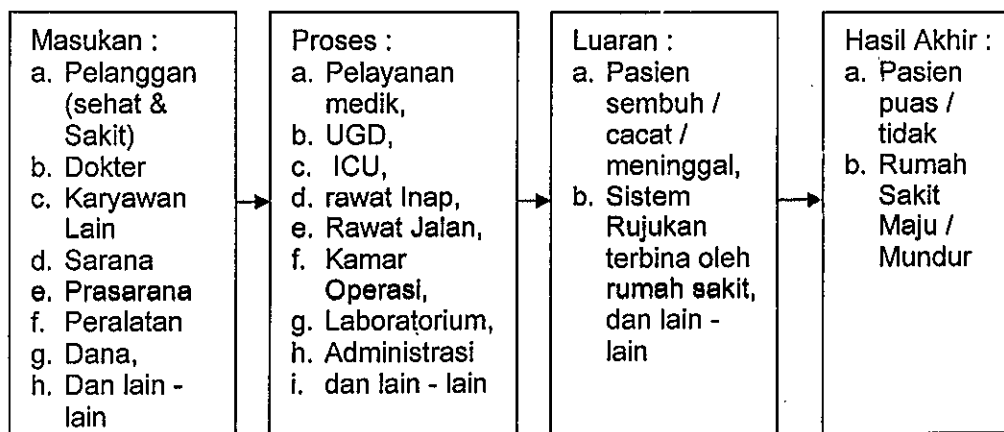 Masukan :
a. Pelanggan
(sehat &
Sakit)
b. Dokter
c. Karyawan
Lain
d. Sarana
e. Prasarana
f. Peralatan
g. Dana,
h. Dan lain -
lain
Proses :
a. Pelayanan
medik,
b. UGD,
c. ICU,
d. rawat Inap,
e. Rawat Jalan,
f. Kamar
Operasi,
g. Laboratorium,
h. Administrasi
i. dan lain - lain
Luaran :
a. Pasien
sembuh /
cacat /
meninggal,
b. Sistem
Rujukan
terbina oleh
rumah sakit,
dan lain -
lain
Hasil Akhir :
a. Pasien
puas /
tidak
b. Rumah
Sakit
Maju /
Mundur